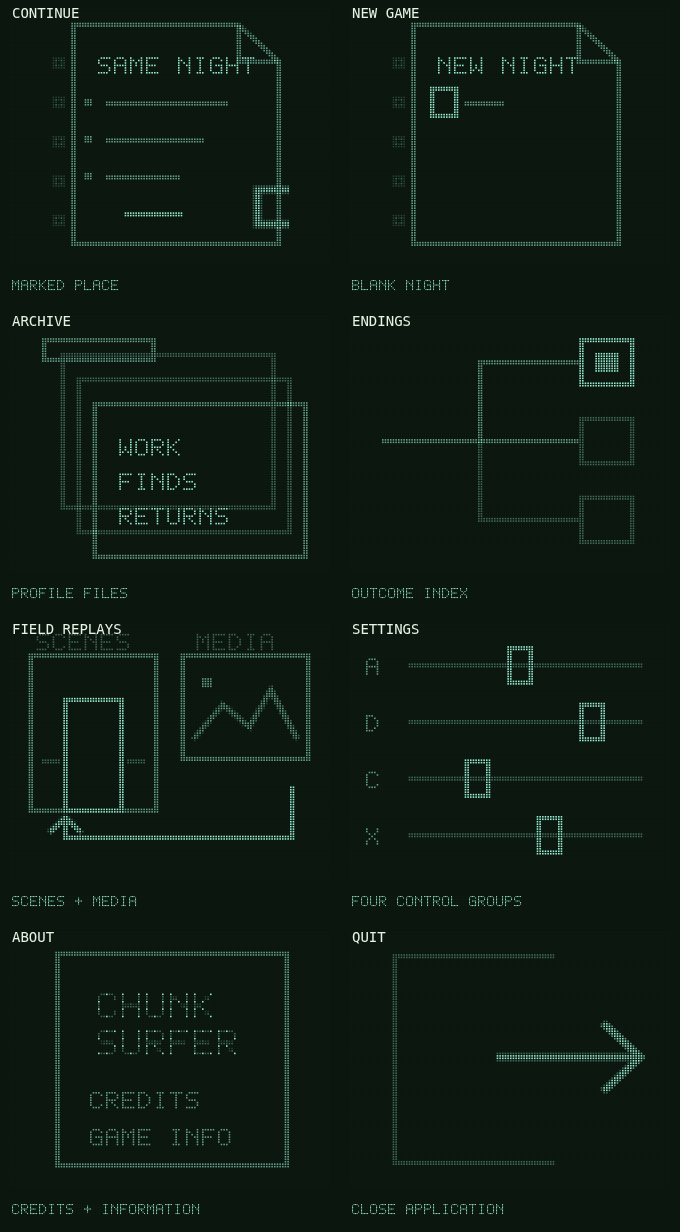 CONTINUE
SAME NIGHT
MARKED PLACE
NEW GAME
NEW NIGHT
BLANK NIGHT
ARCHIVE
WORK
FINDS
RETURNS
PROFILE FILES
ENDINGS
OUTCOME INDEX
FIELD REPLAYS
SCENES
MEDIA
SCENES + MEDIA
SETTINGS
A
D
C
X
FOUR CONTROL GROUPS
ABOUT
CHUNK
SURFER
CREDITS
GAME INFO
CREDITS + INFORMATION
QUIT
CLOSE APPLICATION